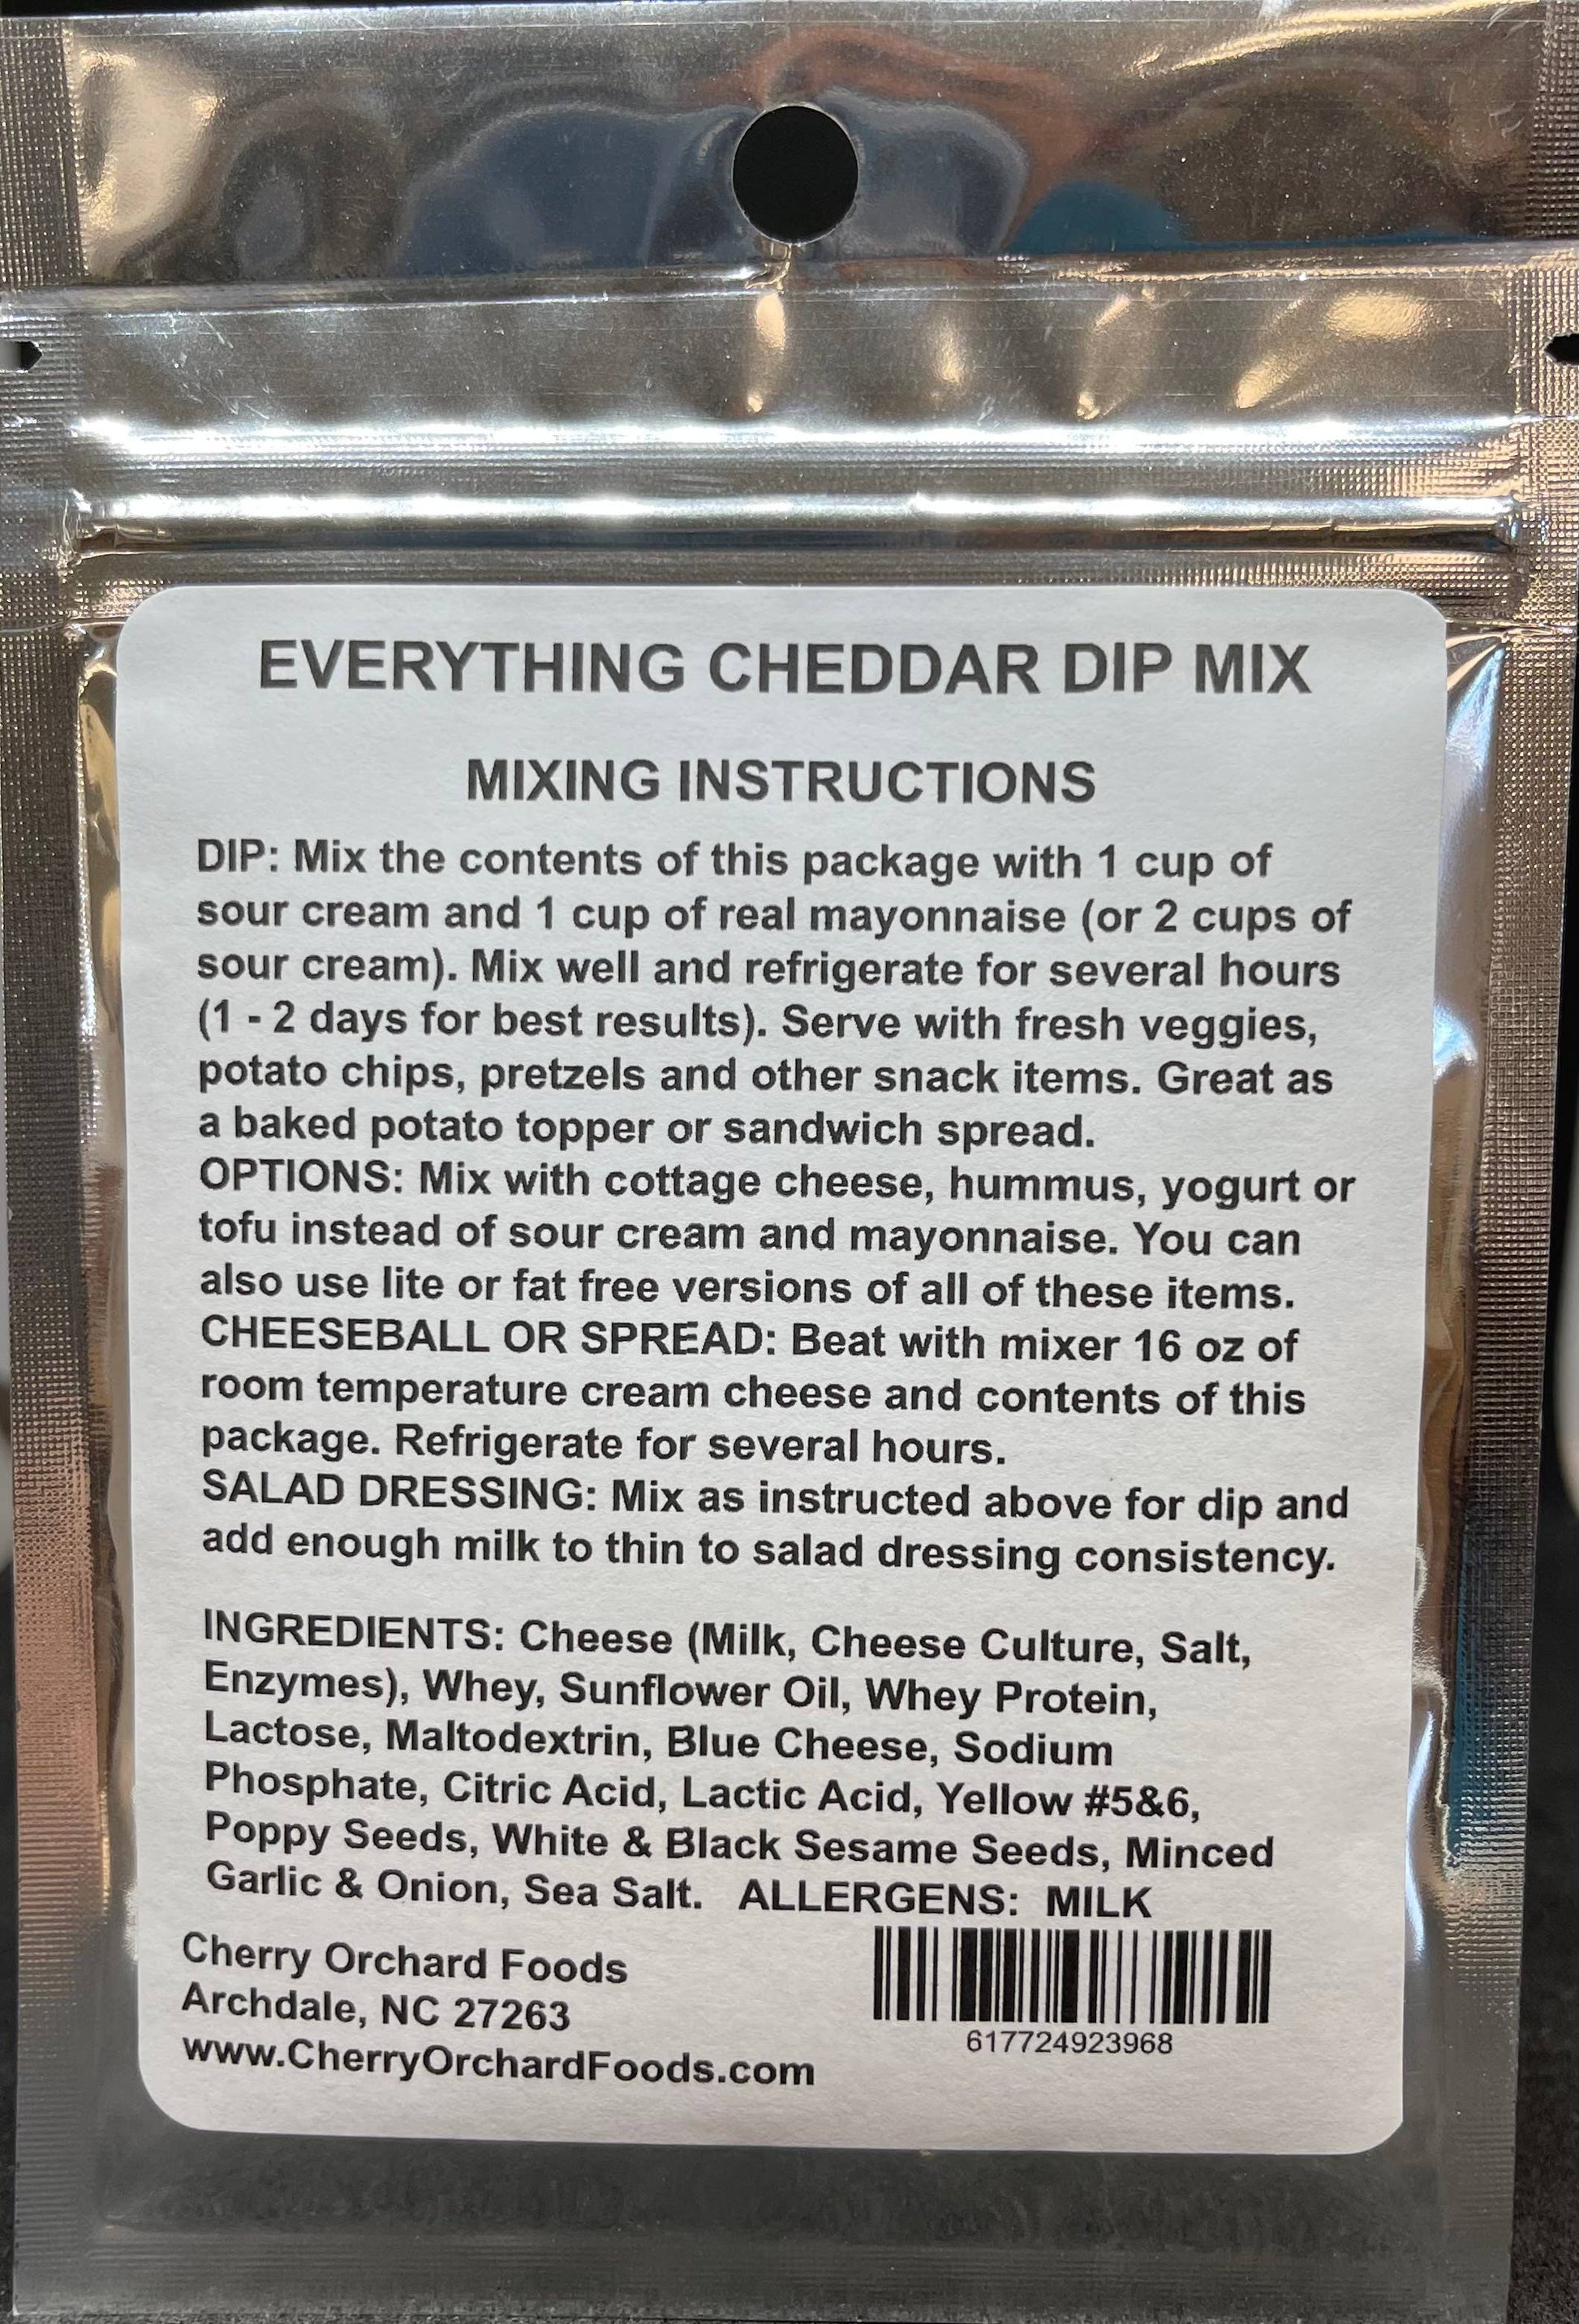 EVERYTHING CHEDDAR DIP MIX
MIXING INSTRUCTIONS
DIP: Mix the contents of this package with 1 cup of
sour cream and 1 cup of real mayonnaise (or 2 cups of
sour cream). Mix well and refrigerate for several hours
(1 - 2 days for best results). Serve with fresh veggies,
potato chips, pretzels and other snack items. Great as
a baked potato topper or sandwich spread.
OPTIONS: Mix with cottage cheese, hummus, yogurt or
tofu instead of sour cream and mayonnaise. You can
also use lite or fat free versions of all of these items.
CHEESEBALL OR SPREAD: Beat with mixer 16 oz of
room temperature cream cheese and contents of this
package. Refrigerate for several hours.
SALAD DRESSING: Mix as instructed above for dip and
add enough milk to thin to salad dressing consistency.
INGREDIENTS: Cheese (Milk, Cheese Culture, Salt,
Enzymes), Whey, Sunflower Oil, Whey Protein,
Lactose, Maltodextrin, Blue Cheese, Sodium
Phosphate, Citric Acid, Lactic Acid, Yellow #5&6,
Poppy Seeds, White & Black Sesame Seeds, Minced
Garlic & Onion, Sea Salt. ALLERGENS: MILK
Cherry Orchard Foods
Archdale, NC 27263
www.CherryOrchardFoods.com
617724923968